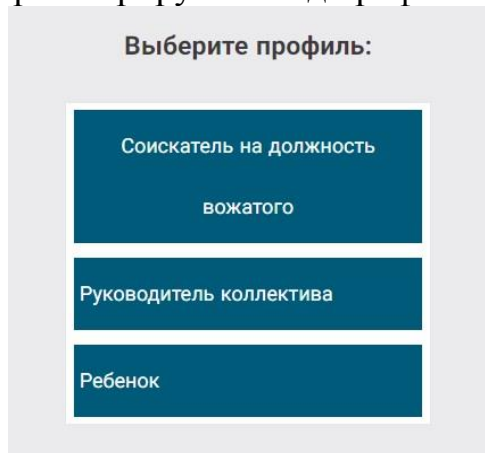 Выберите профиль:
Соискатель на должность
вожатого
Руководитель коллектива
Ребенок